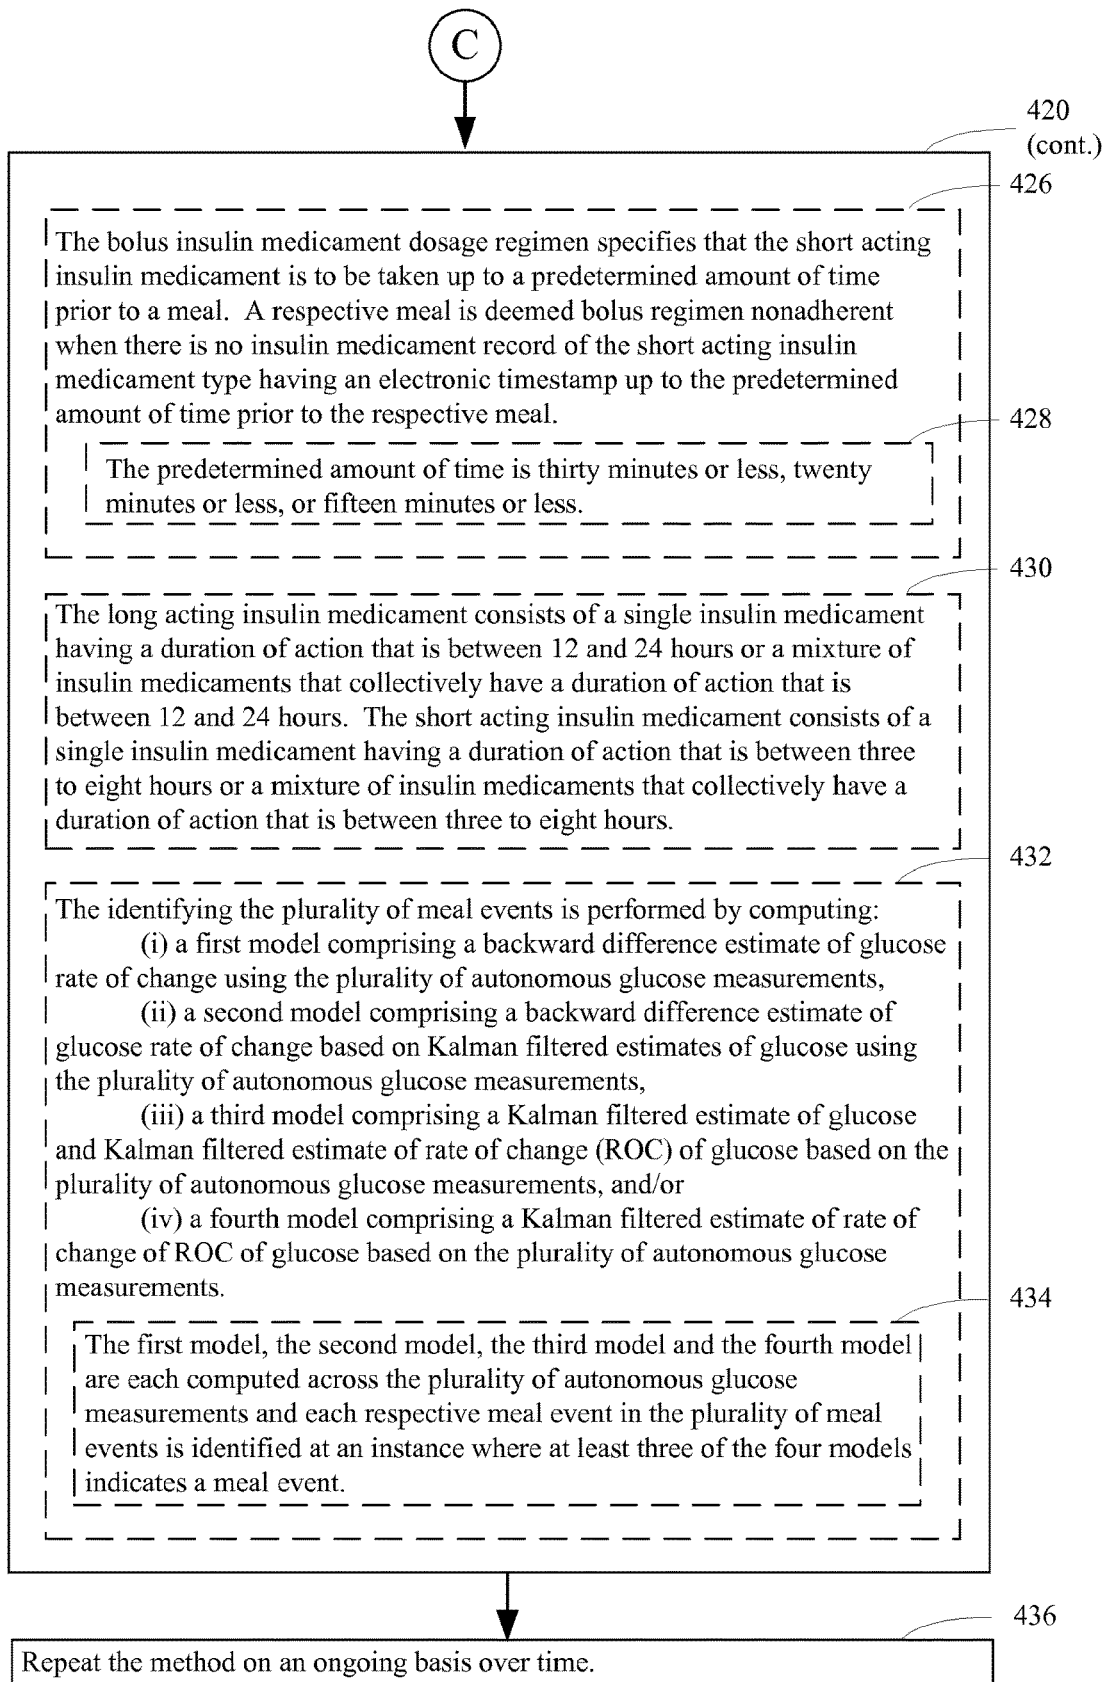 C
420
(cont.)
426
The bolus insulin medicament dosage regimen specifies that the short acting
insulin medicament is to be taken up to a predetermined amount of time
prior to a meal. A respective meal is deemed bolus regimen nonadherent
when there is no insulin medicament record of the short acting insulin
medicament type having an electronic timestamp up to the predetermined
amount of time prior to the respective meal.
428
The predetermined amount of time is thirty minutes or less, twenty
minutes or less, or fifteen minutes or less.
430
The long acting insulin medicament consists of a single insulin medicament
having a duration of action that is between 12 and 24 hours or a mixture of
insulin medicaments that collectively have a duration of action that is
between 12 and 24 hours. The short acting insulin medicament consists of a
single insulin medicament having a duration of action that is between three
to eight hours or a mixture of insulin medicaments that collectively have a
duration of action that is between three to eight hours.
432
The identifying the plurality of meal events is performed by computing:
(i) a first model comprising a backward difference estimate of glucose
rate of change using the plurality of autonomous glucose measurements,
(ii) a second model comprising a backward difference estimate of
glucose rate of change based on Kalman filtered estimates of glucose using
the plurality of autonomous glucose measurements,
(iii) a third model comprising a Kalman filtered estimate of glucose
and Kalman filtered estimate of rate of change (ROC) of glucose based on the
plurality of autonomous glucose measurements, and/or
(iv) a fourth model comprising a Kalman filtered estimate of rate of
change of ROC of glucose based on the plurality of autonomous glucose
measurements.
434
The first model, the second model, the third model and the fourth model
are each computed across the plurality of autonomous glucose
measurements and each respective meal event in the plurality of meal
events is identified at an instance where at least three of the four models
indicates a meal event.
436
Repeat the method on an ongoing basis over time.